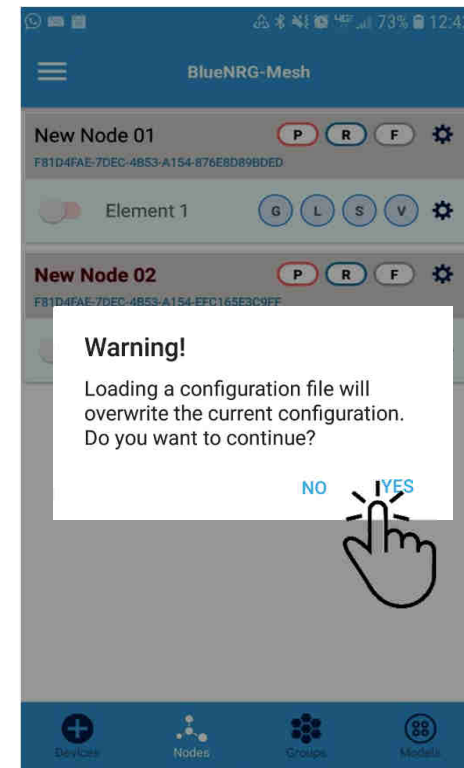 4GE 73% 12:43
BlueNRG-Mesh
New Node 01 P R F
F81D4FAE-7DEC-4B53-A154-876E8D89BDED
Element 1 G L S V
New Node 02 P R F
F81D4FAE-7DEC-4B53-A154-EFC165E3C9FF
Warning!
Loading a configuration file will
overwrite the current configuration.
Do you want to continue?
NO YES
Devices Nodes Groups Models